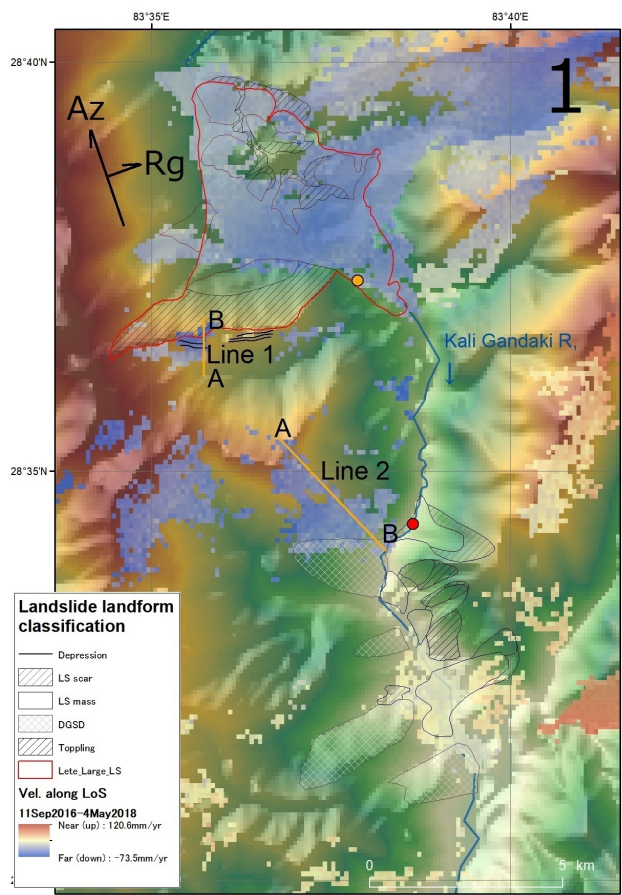 83°35'E
83°40'E
28°40'N
1
Az
Rg
B
Line 1
A
Kali Gandaki R,
A
28°35'N
Line 2
B
Landslide landform
classification
Depression
LS scar
LS mass
DGSD
Toppling
Lete_Large_LS
Vel. along LoS
11Sep2016-4May2018
Near (up) : 120.6mm/yr
Far (down) : -73.5mm/yr
0 5 km